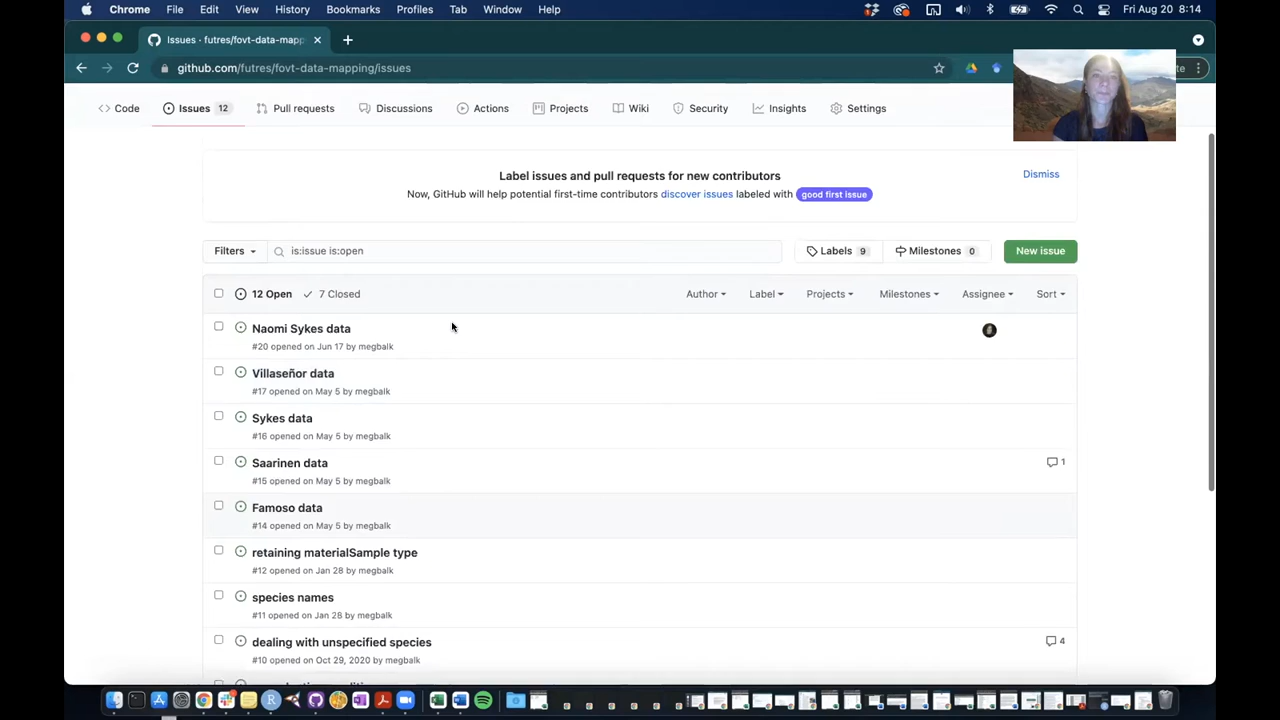 Chrome File Edit View History Bookmarks Profiles Tab Window Help Fri Aug 20 8:14
Issues · futres/fovt-data-mapp
github.com/futres/fovt-data-mapping/issues
Code Issues 12 Pull requests Discussions Actions Projects Wiki Security Insights Settings
Label issues and pull requests for new contributors
Dismiss
Now, GitHub will help potential first-time contributors discover issues labeled with good first issue
Filters is:issue is:open Labels 9 Milestones 0 New issue
12 Open 7 Closed Author Label Projects Milestones Assignee Sort
Naomi Sykes data
#20 opened on Jun 17 by megbalk
Villaseñor data
#17 opened on May 5 by megbalk
Sykes data
#16 opened on May 5 by megbalk
Saarinen data 1
#15 opened on May 5 by megbalk
Famoso data
#14 opened on May 5 by megbalk
retaining materialSample type
#12 opened on Jan 28 by megbalk
species names
#11 opened on Jan 28 by megbalk
dealing with unspecified species 4
#10 opened on Oct 29, 2020 by megbalk